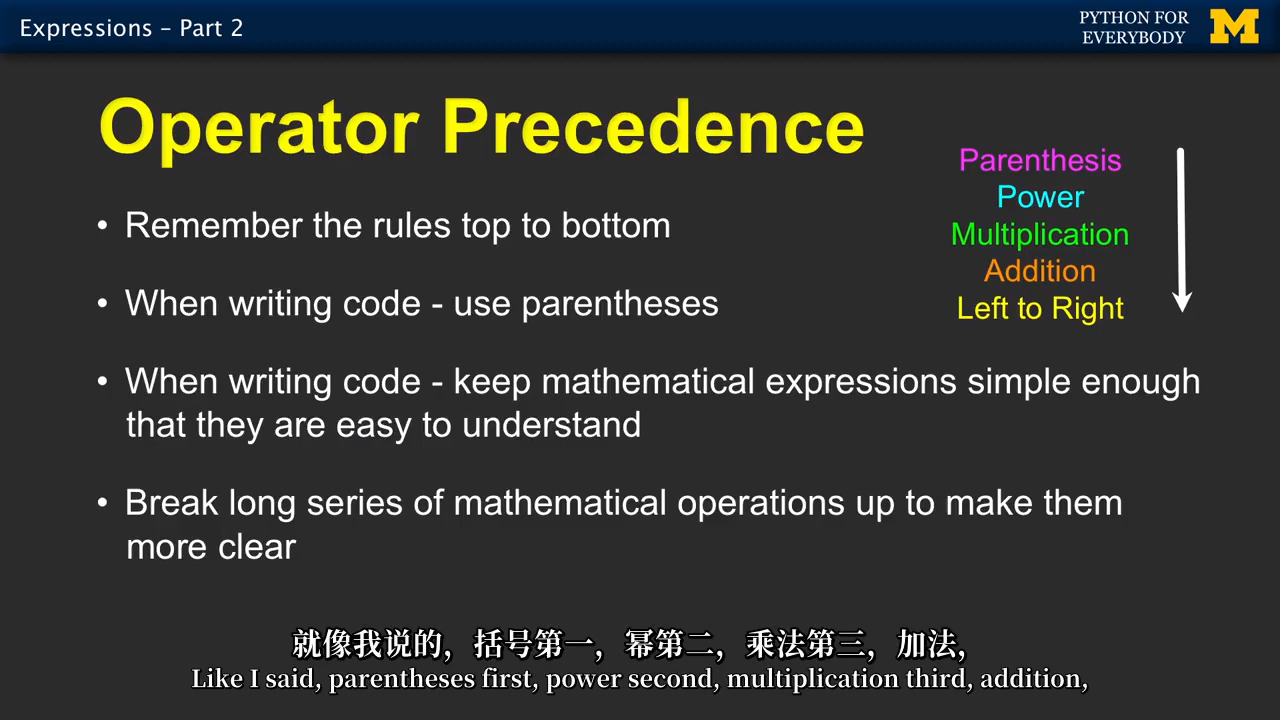 Expressions – Part 2
PYTHON FOR
EVERYBODY
M
Operator Precedence
Parenthesis
Power
Multiplication
Addition
Left to Right
• Remember the rules top to bottom
• When writing code - use parentheses
• When writing code - keep mathematical expressions simple enough
that they are easy to understand
• Break long series of mathematical operations up to make them
more clear
就像我说的，括号第一，幂第二，乘法第三，加法，
Like I said, parentheses first, power second, multiplication third, addition,